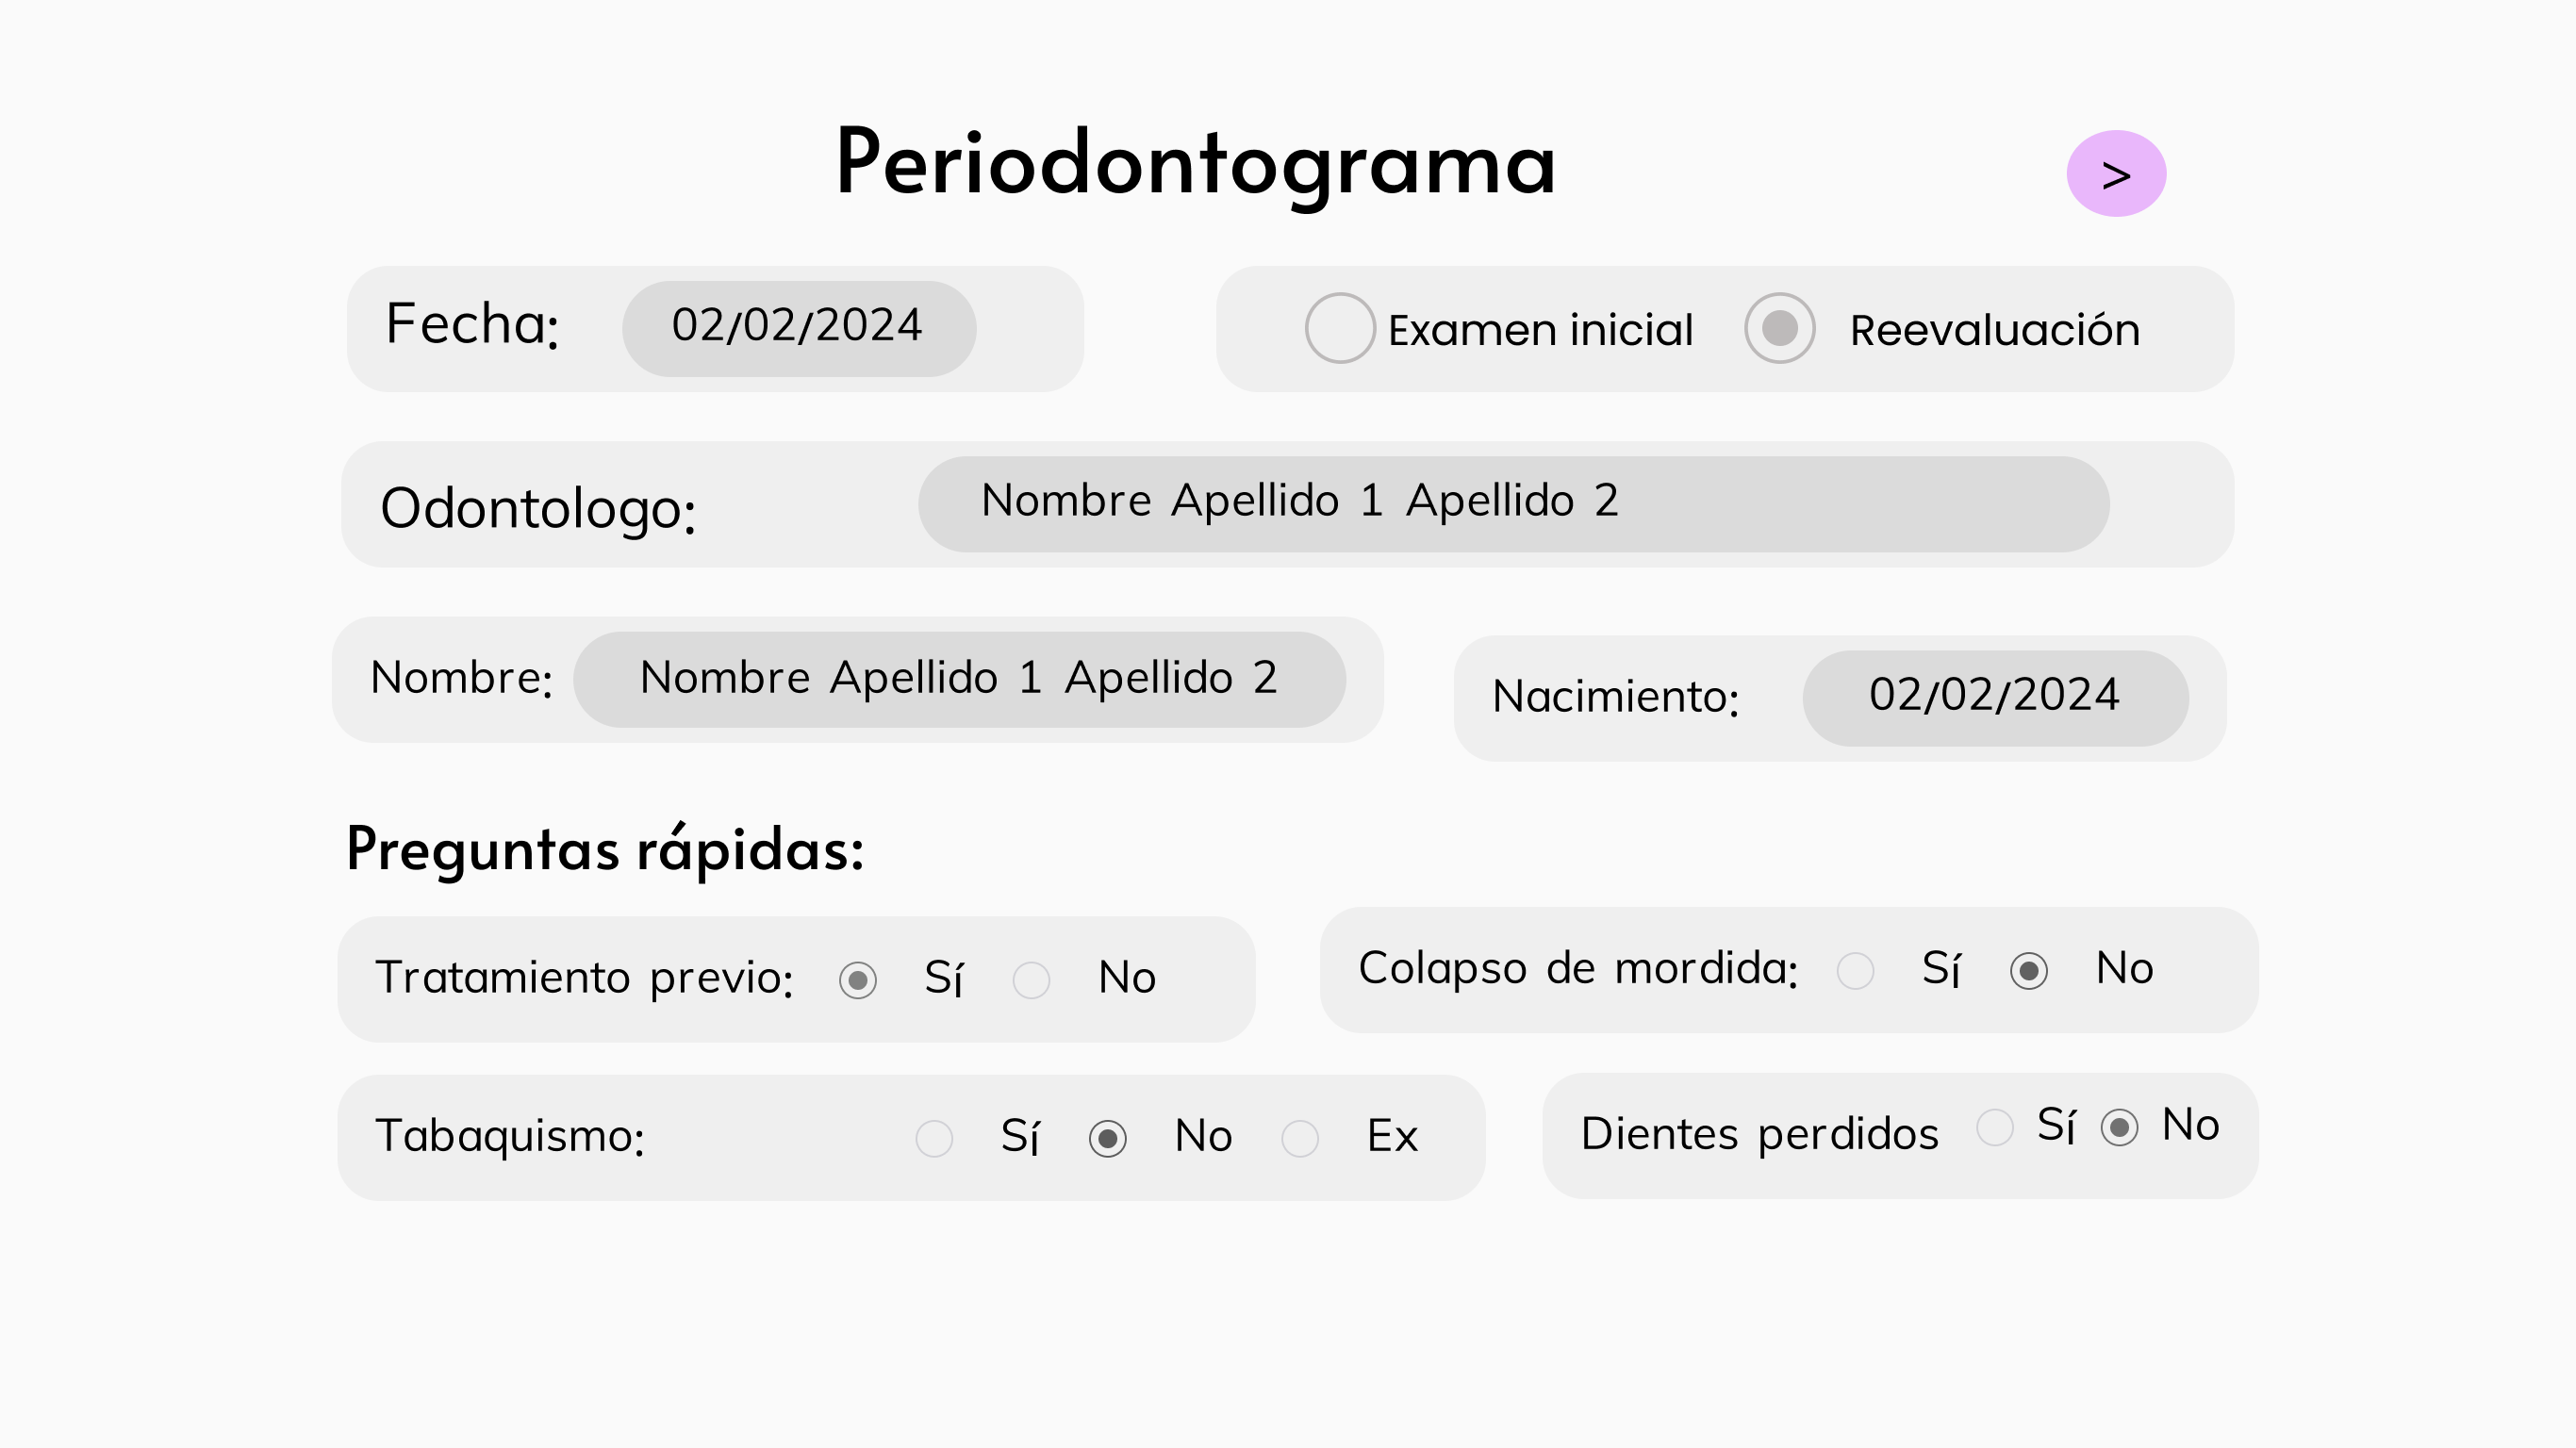 Periodontograma
>
Fecha: 02/02/2024
Examen inicial Reevaluación
Odontologo: Nombre Apellido 1 Apellido 2
Nombre: Nombre Apellido 1 Apellido 2
Nacimiento: 02/02/2024
Preguntas rápidas:
Tratamiento previo: Sí No
Colapso de mordida: Sí No
Tabaquismo: Sí No Ex
Dientes perdidos Sí No